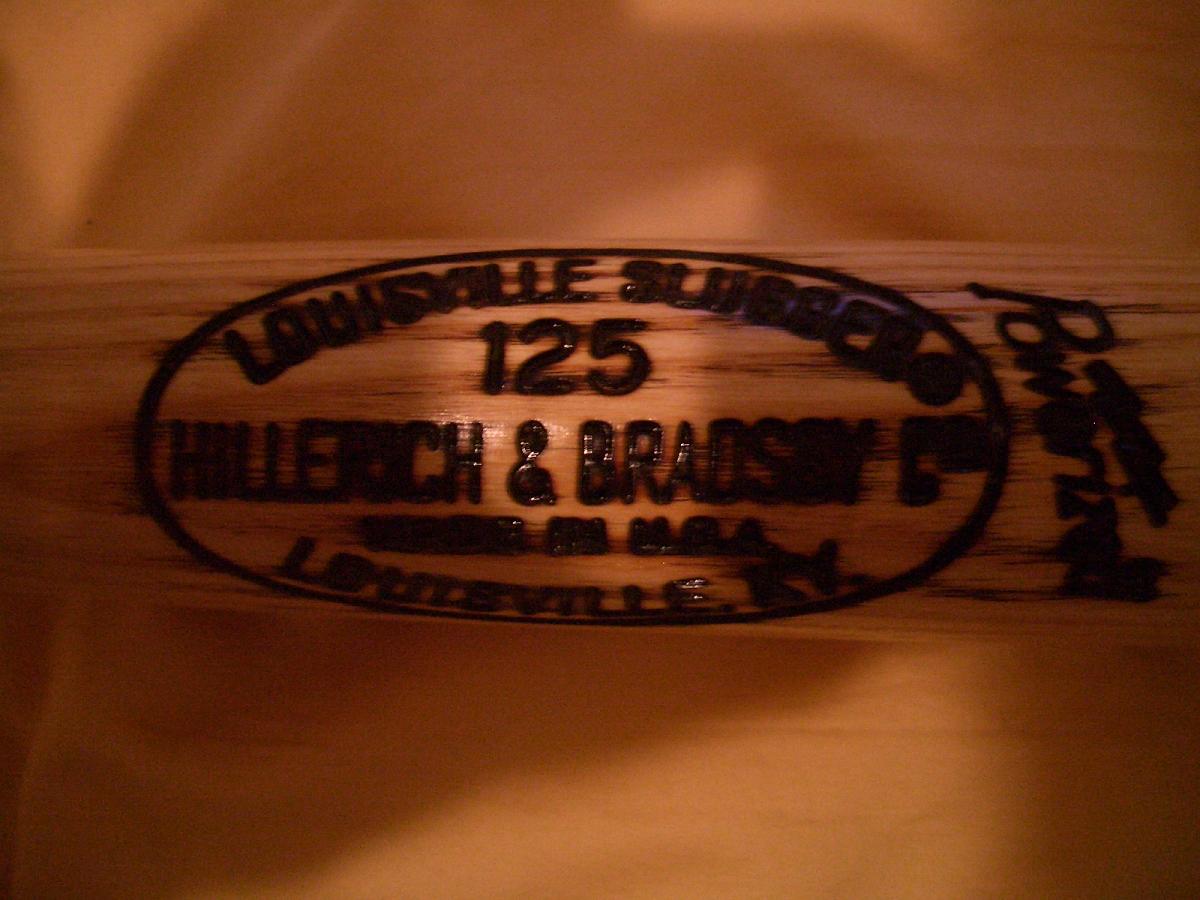 LOUISVILLE SLUGGER
125
HILLERICH & BRADSBY Co
MADE IN U.S.A.
LOUISVILLE, KY.
POWERIZED